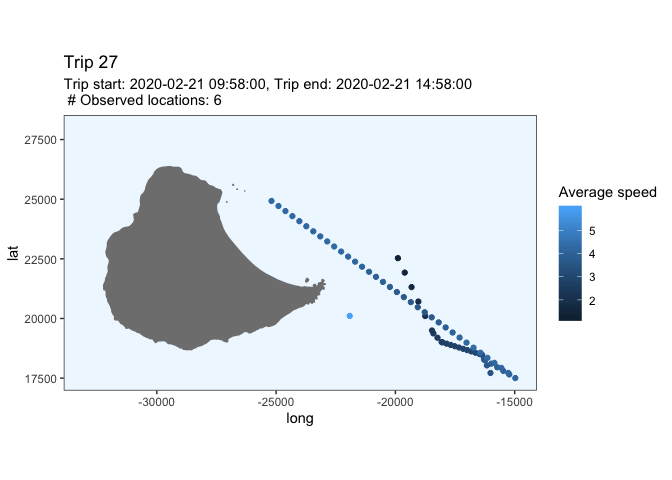 Trip 27
Trip start: 2020-02-21 09:58:00, Trip end: 2020-02-21 14:58:00
# Observed locations: 6
27500
25000
22500
20000
17500
lat
-30000
-25000
-20000
-15000
long
Average speed
5
4
3
2